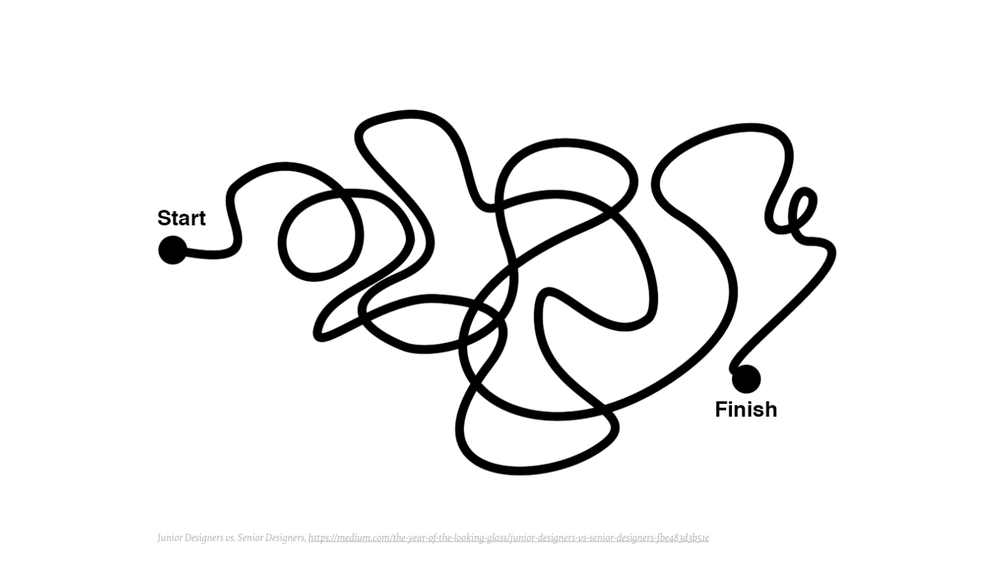 Start
Finish
Junior Designers vs. Senior Designers, https://medium.com/the-year-of-the-looking-glass/junior-designers-vs-senior-designers-fbe483d3b51e